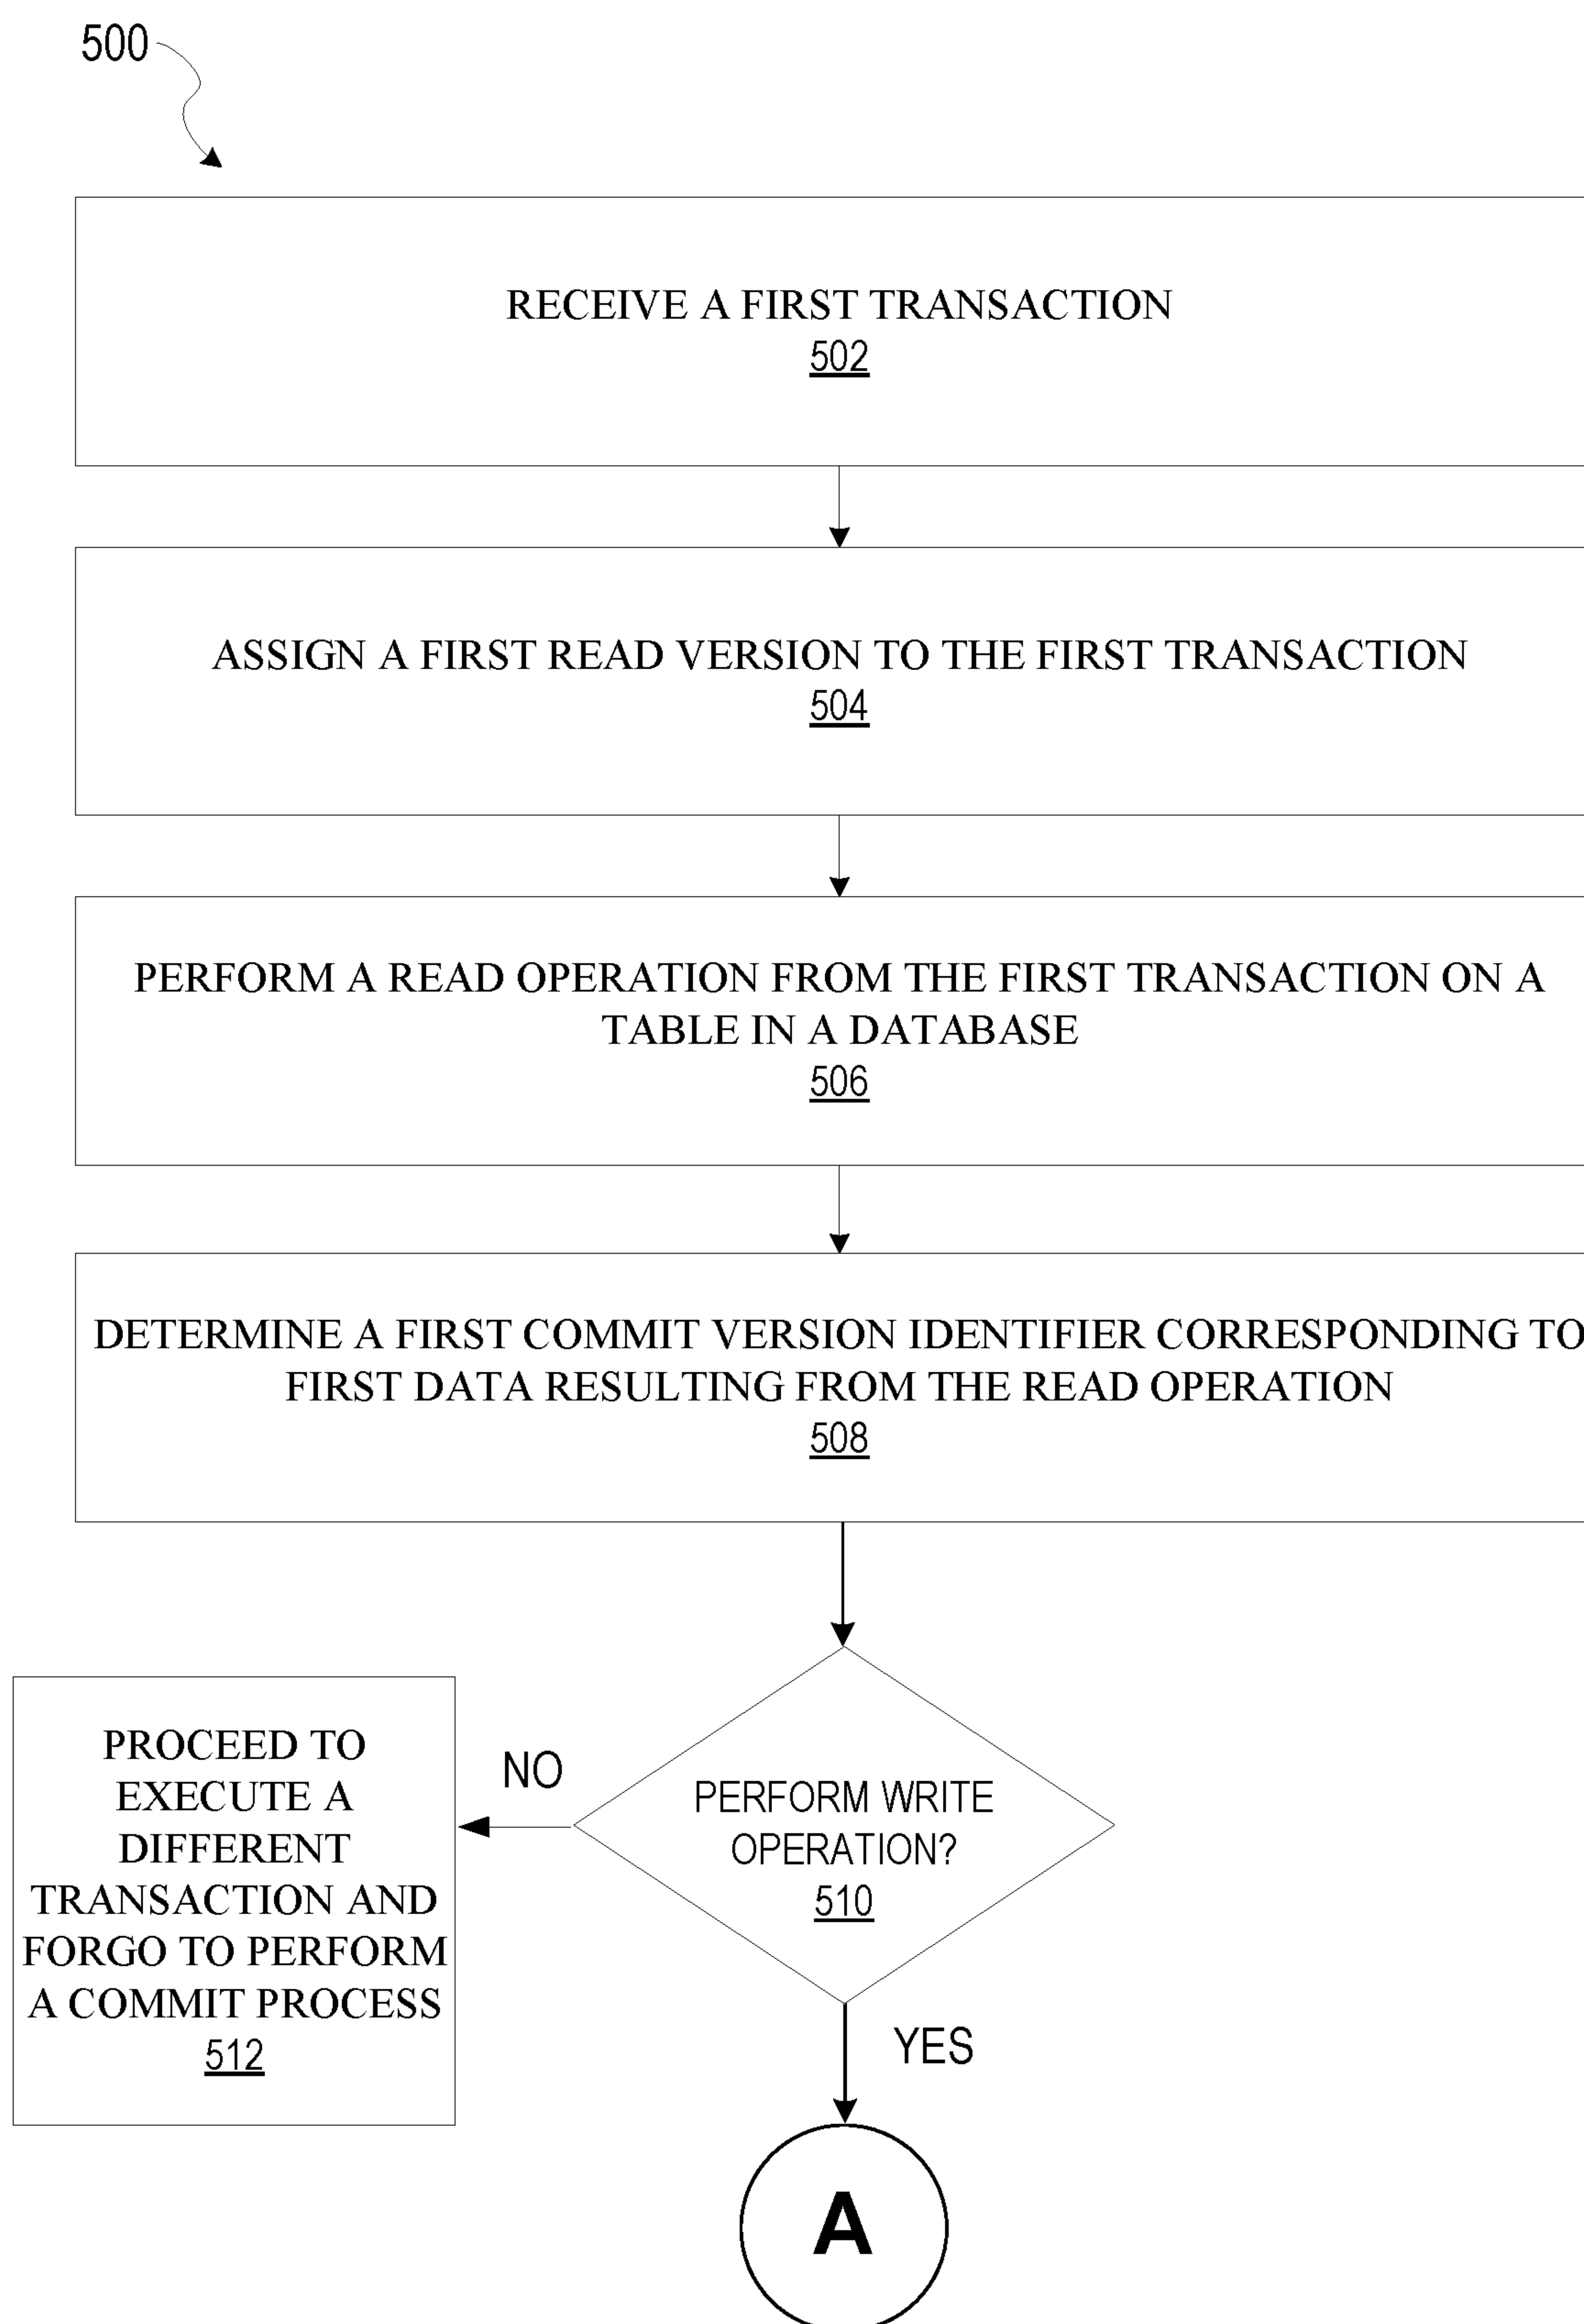 500
RECEIVE A FIRST TRANSACTION
502
ASSIGN A FIRST READ VERSION TO THE FIRST TRANSACTION
504
PERFORM A READ OPERATION FROM THE FIRST TRANSACTION ON A
TABLE IN A DATABASE
506
DETERMINE A FIRST COMMIT VERSION IDENTIFIER CORRESPONDING TO
FIRST DATA RESULTING FROM THE READ OPERATION
508
PERFORM WRITE
OPERATION?
510
NO
PROCEED TO
EXECUTE A
DIFFERENT
TRANSACTION AND
FORGO TO PERFORM
A COMMIT PROCESS
512
YES
A